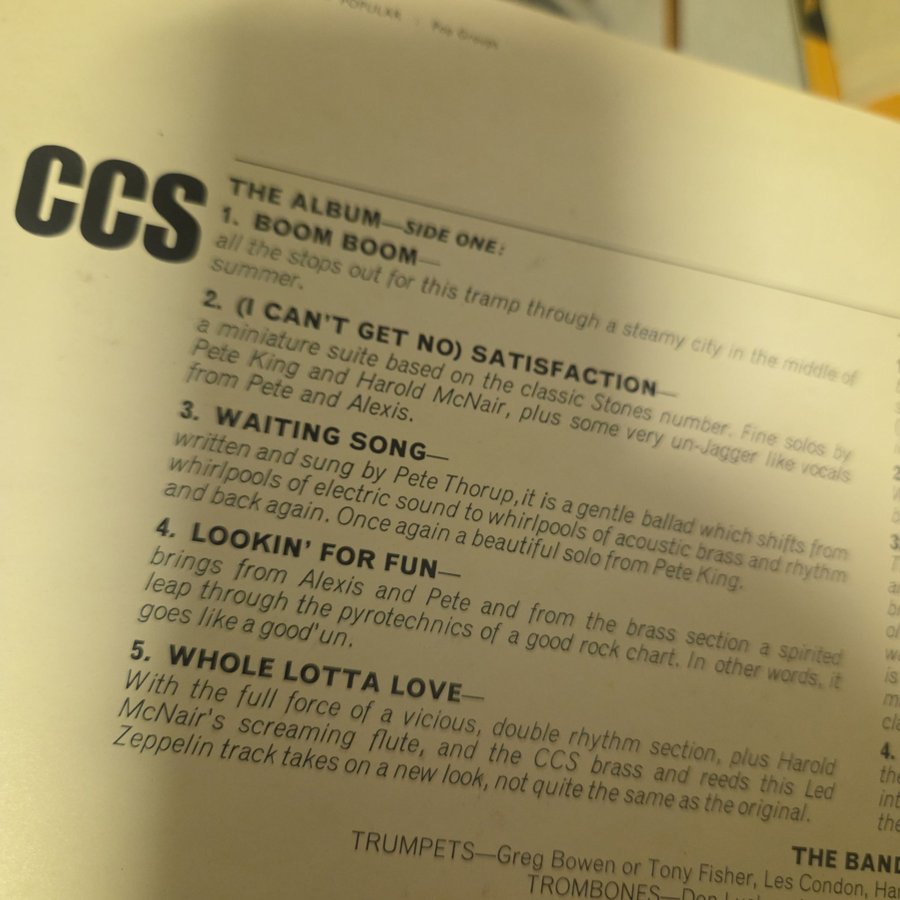 POPULAR : Pop Groups
CCS
THE ALBUM—SIDE ONE:
1. BOOM BOOM—
all the stops out for this tramp through a steamy city in the middle of
summer.
2. (I CAN'T GET NO) SATISFACTION—
a miniature suite based on the classic Stones number. Fine solos by
Pete King and Harold McNair, plus some very un-Jagger like vocals
from Pete and Alexis.
3. WAITING SONG—
written and sung by Pete Thorup,it is a gentle ballad which shifts from
whirlpools of electric sound to whirlpools of acoustic brass and rhythm
and back again. Once again a beautiful solo from Pete King.
4. LOOKIN' FOR FUN—
brings from Alexis and Pete and from the brass section a spirited
leap through the pyrotechnics of a good rock chart. In other words, it
goes like a good'un.
5. WHOLE LOTTA LOVE—
With the full force of a vicious, double rhythm section, plus Harold
McNair's screaming flute, and the CCS brass and reeds this Led
Zeppelin track takes on a new look, not quite the same as the original.
4.
THE BAND
TRUMPETS—Greg Bowen or Tony Fisher, Les Condon, Ha
TROMBONES—Don